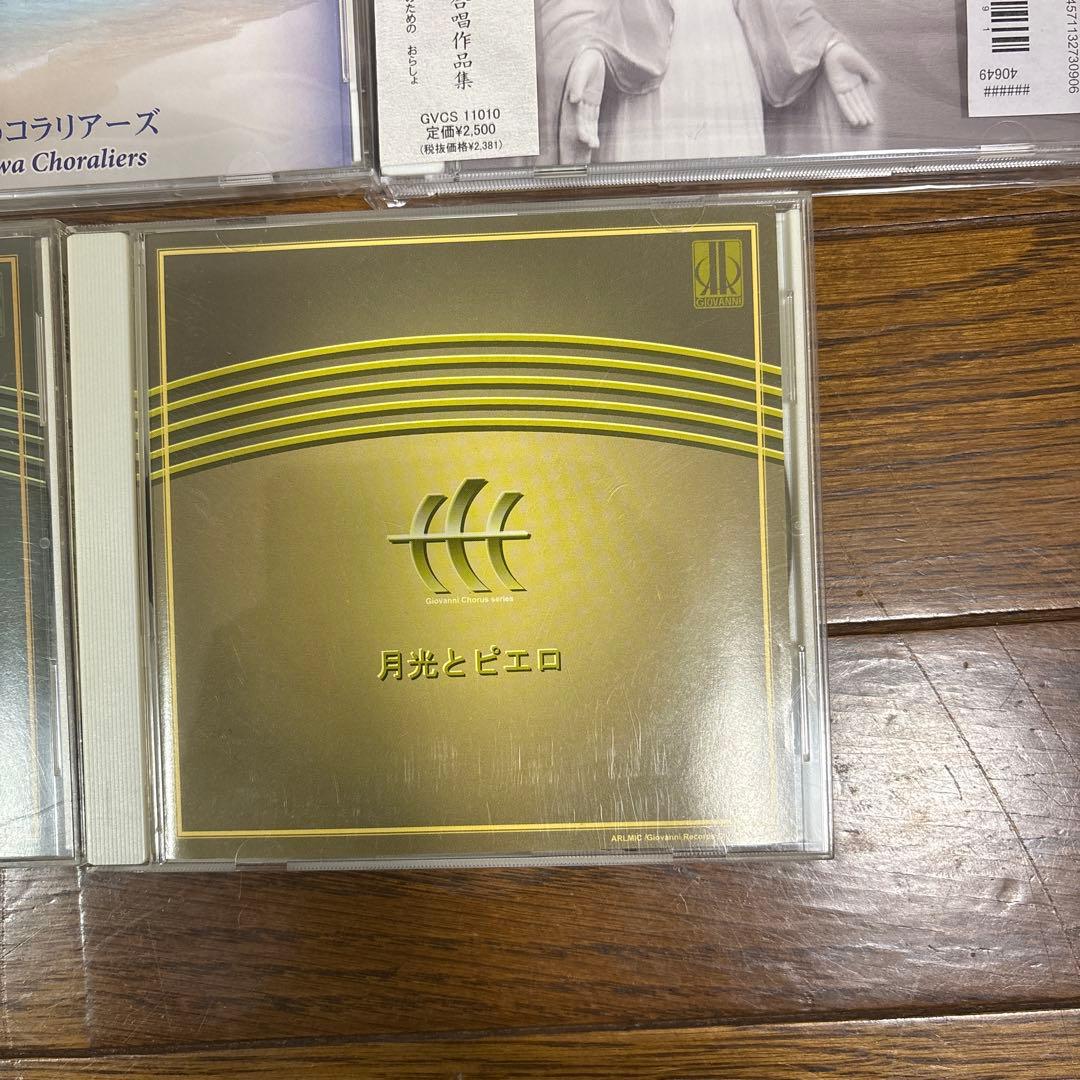 コラリアーズ
wa Choraliers
合唱作品集
のための おらしょ
GVCS 11010
定価¥2,500
(税抜価格¥2,381)
40649
######
4571132730906
GIOVANNI
Giovanni Chorus series
月光とピエロ
ARLMIC /Giovanni Records